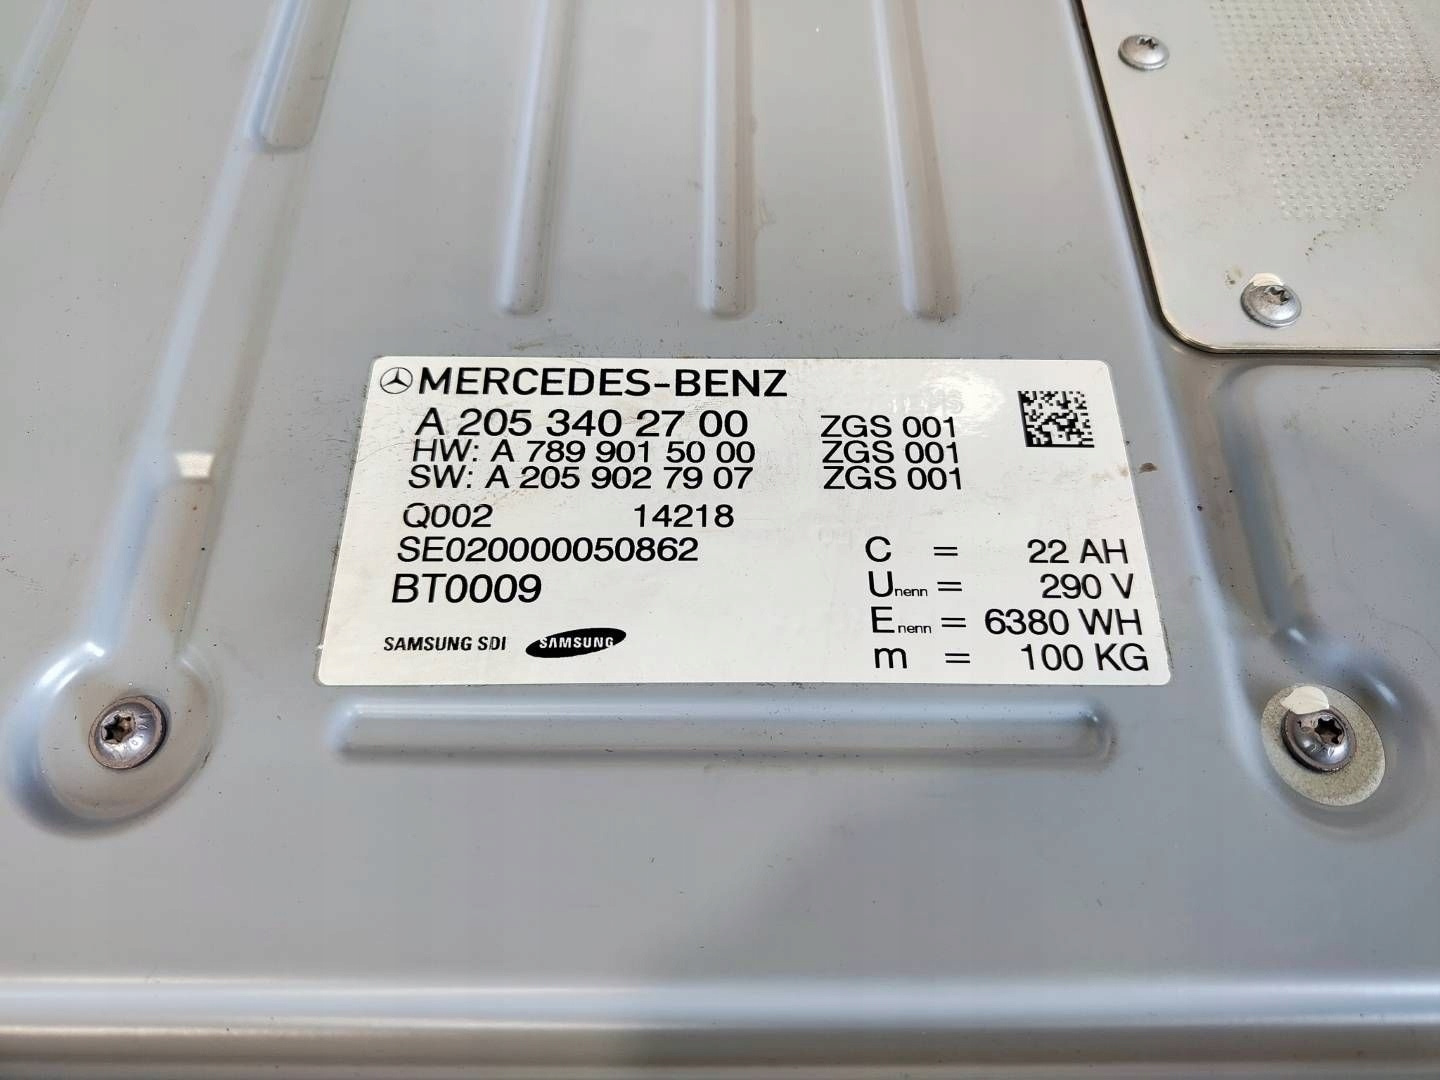 MERCEDES-BENZ
A 205 340 27 00 ZGS 001
HW: A 789 901 50 00 ZGS 001
SW: A 205 902 79 07 ZGS 001
Q002 14218
SE020000050862
BT0009
C = 22 AH
Unenn = 290 V
Enenn = 6380 WH
m = 100 KG
SAMSUNG SDI SAMSUNG